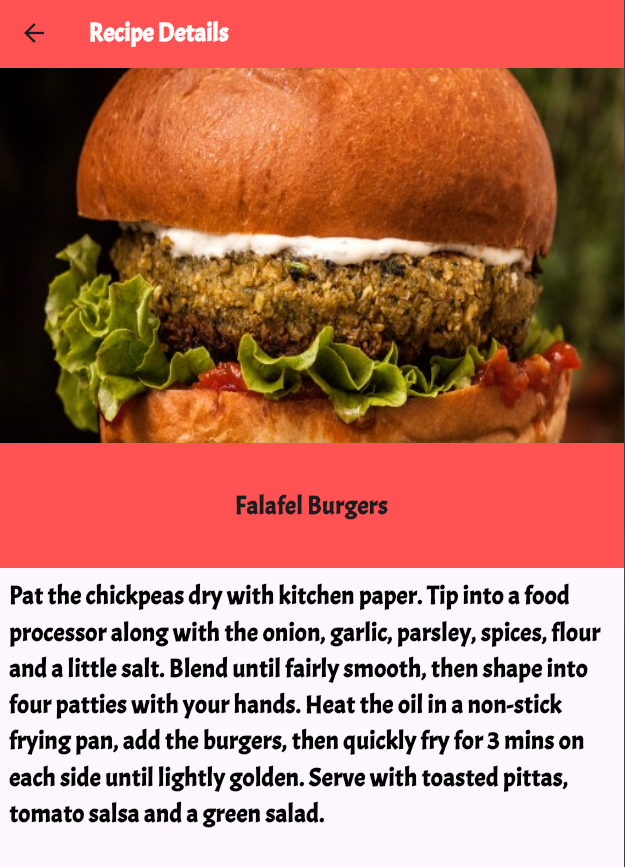 Recipe Details
Falafel Burgers
Pat the chickpeas dry with kitchen paper. Tip into a food
processor along with the onion, garlic, parsley, spices, flour
and a little salt. Blend until fairly smooth, then shape into
four patties with your hands. Heat the oil in a non-stick
frying pan, add the burgers, then quickly fry for 3 mins on
each side until lightly golden. Serve with toasted pittas,
tomato salsa and a green salad.